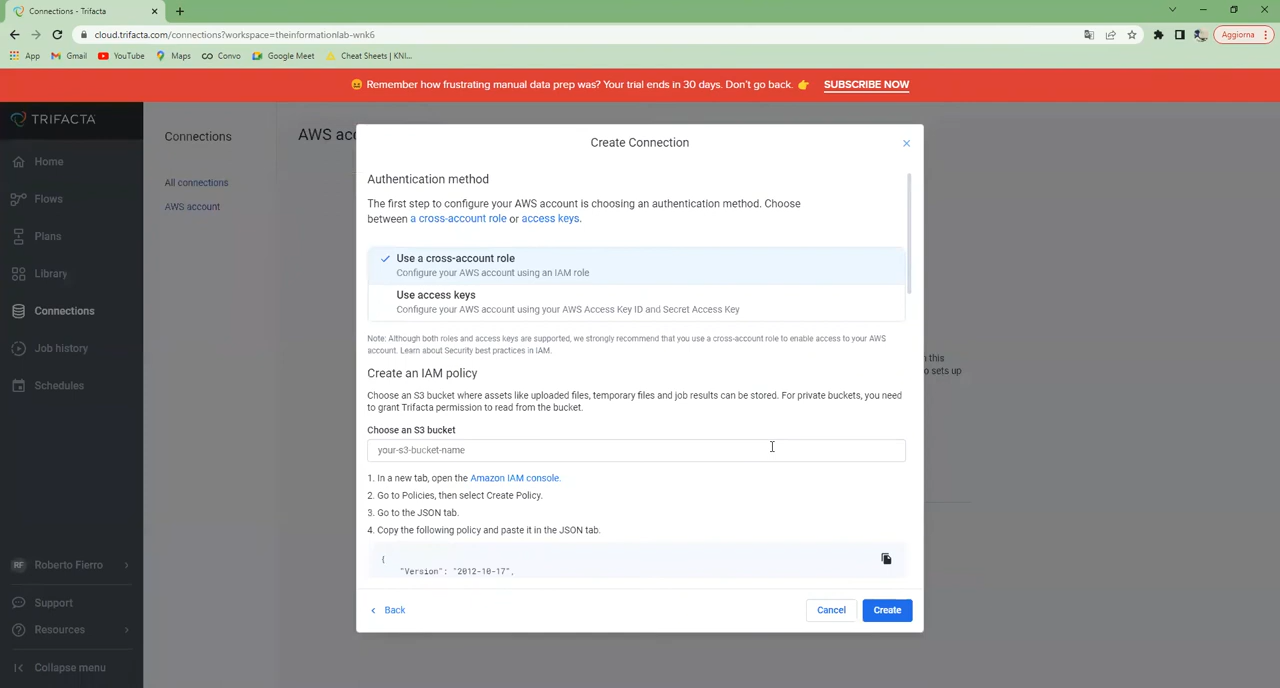 Connections - Trifacta
cloud.trifacta.com/connections?workspace=theinformationlab-wnk6
Aggiorna
App
Gmail
YouTube
Maps
Convo
Google Meet
Cheat Sheets | KNI...
Remember how frustrating manual data prep was? Your trial ends in 30 days. Don't go back.
SUBSCRIBE NOW
TRIFACTA
Home
Flows
Plans
Library
Connections
Job history
Schedules
RF Roberto Fierro
Support
Resources
Collapse menu
Connections
All connections
AWS account
AWS acc
n this
o sets up
Create Connection
Authentication method
The first step to configure your AWS account is choosing an authentication method. Choose
between a cross-account role or access keys.
Use a cross-account role
Configure your AWS account using an IAM role
Use access keys
Configure your AWS account using your AWS Access Key ID and Secret Access Key
Note: Although both roles and access keys are supported, we strongly recommend that you use a cross-account role to enable access to your AWS
account. Learn about Security best practices in IAM.
Create an IAM policy
Choose an S3 bucket where assets like uploaded files, temporary files and job results can be stored. For private buckets, you need
to grant Trifacta permission to read from the bucket.
Choose an S3 bucket
your-s3-bucket-name
1. In a new tab, open the Amazon IAM console.
2. Go to Policies, then select Create Policy.
3. Go to the JSON tab.
4. Copy the following policy and paste it in the JSON tab.
{
"Version": "2012-10-17",
Back
Cancel
Create